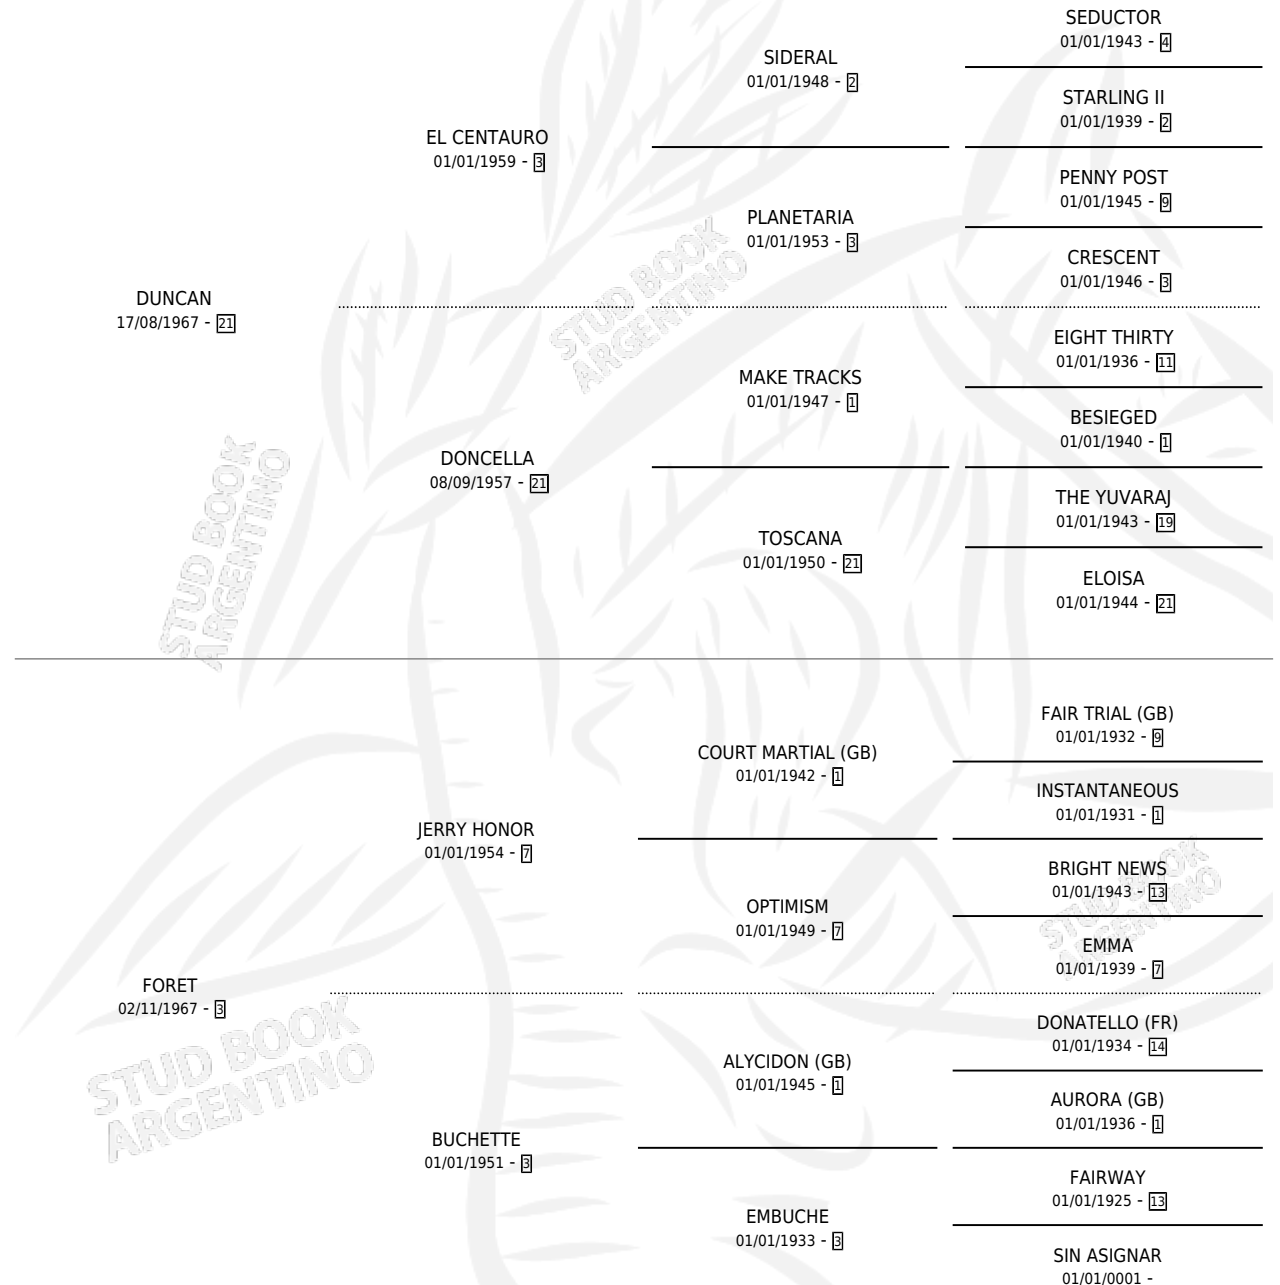 SEDUCTOR
01/01/1943 - 4
SIDERAL
01/01/1948 - 2
STARLING II
01/01/1939 - 2
EL CENTAURO
01/01/1959 - 3
PENNY POST
01/01/1945 - 9
PLANETARIA
01/01/1953 - 3
CRESCENT
01/01/1946 - 3
DUNCAN
17/08/1967 - 21
EIGHT THIRTY
01/01/1936 - 11
MAKE TRACKS
01/01/1947 - 1
BESIEGED
01/01/1940 - 1
DONCELLA
08/09/1957 - 21
THE YUVARAJ
01/01/1943 - 19
TOSCANA
01/01/1950 - 21
ELOISA
01/01/1944 - 21
FAIR TRIAL (GB)
01/01/1932 - 9
COURT MARTIAL (GB)
01/01/1942 - 1
INSTANTANEOUS
01/01/1931 - 1
JERRY HONOR
01/01/1954 - 7
BRIGHT NEWS
01/01/1943 - 13
OPTIMISM
01/01/1949 - 7
EMMA
01/01/1939 - 7
FORET
02/11/1967 - 3
DONATELLO (FR)
01/01/1934 - 14
ALYCIDON (GB)
01/01/1945 - 1
AURORA (GB)
01/01/1936 - 1
BUCHETTE
01/01/1951 - 3
FAIRWAY
01/01/1925 - 13
EMBUCHE
01/01/1933 - 3
SIN ASIGNAR
01/01/0001 -
STUD BOOK
ARGENTINO
STUD BOOK
ARGENTINO
STUD BOOK
ARGENTINO
STUD BOOK
ARGENTINO